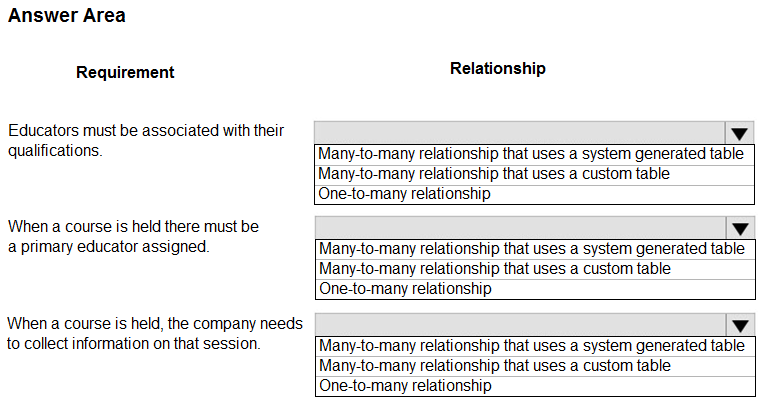 Answer Area
Requirement
Relationship
Educators must be associated with their
qualifications.
Many-to-many relationship that uses a system generated table
Many-to-many relationship that uses a custom table
One-to-many relationship
When a course is held there must be
a primary educator assigned.
Many-to-many relationship that uses a system generated table
Many-to-many relationship that uses a custom table
One-to-many relationship
When a course is held, the company needs
to collect information on that session.
Many-to-many relationship that uses a system generated table
Many-to-many relationship that uses a custom table
One-to-many relationship